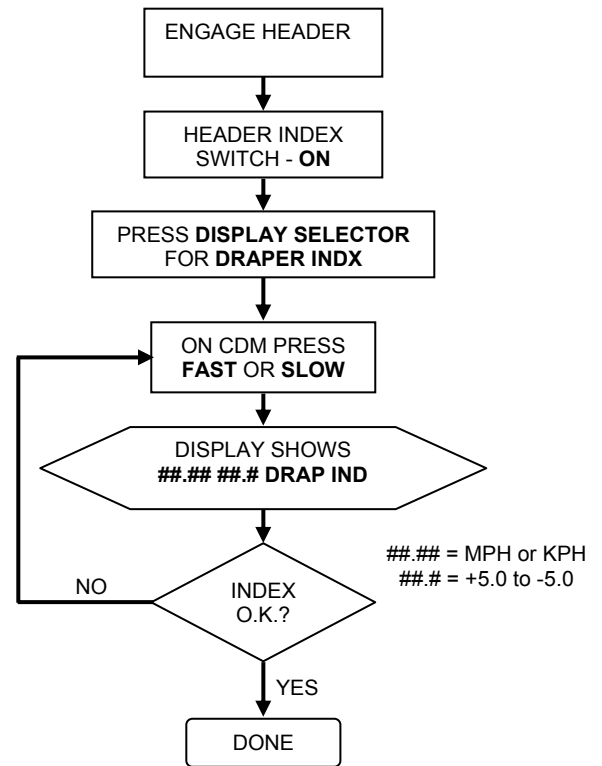 ENGAGE HEADER
HEADER INDEX
SWITCH - ON
PRESS DISPLAY SELECTOR
FOR DRAPER INDX
ON CDM PRESS
FAST OR SLOW
DISPLAY SHOWS
##.## ##.# DRAP IND
##.## = MPH or KPH
##.# = +5.0 to -5.0
NO
INDEX
O.K.?
YES
DONE